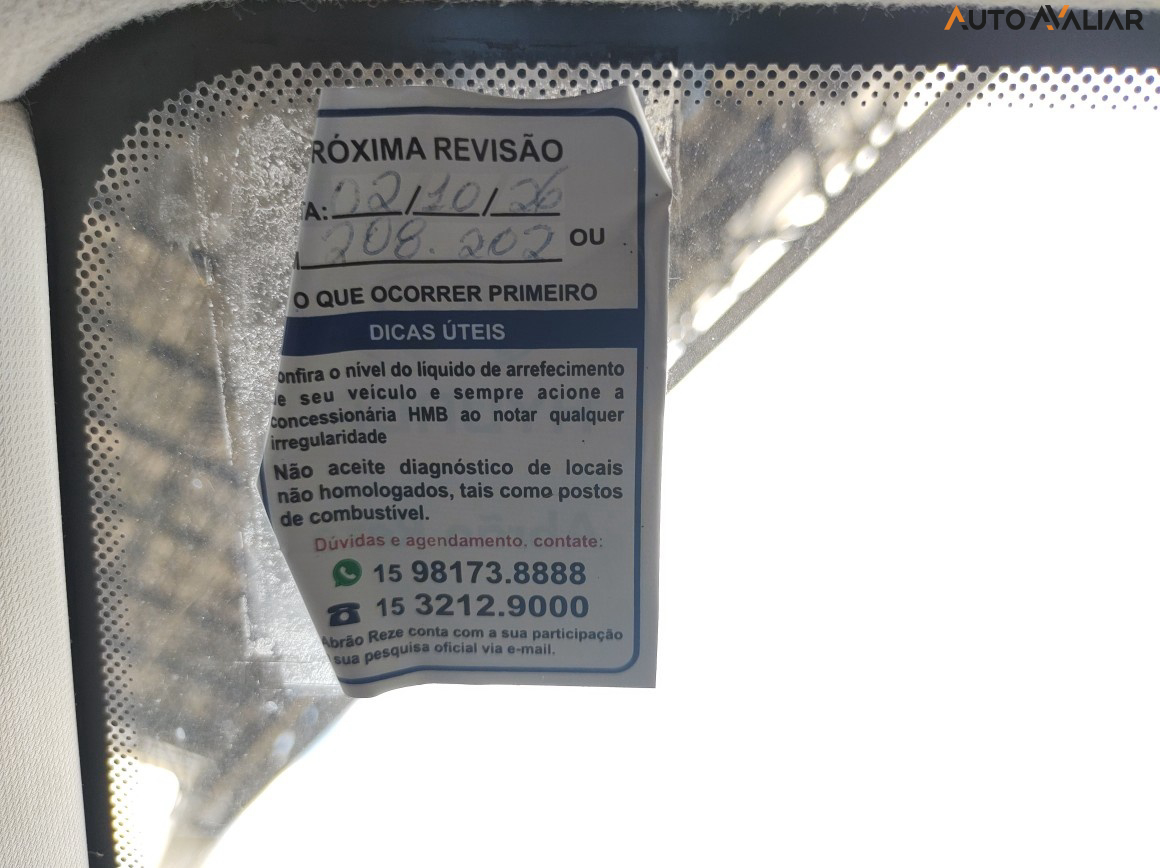 AUTO AVALIAR
RÓXIMA REVISÃO
A: 02/10/26
208.202 OU
O QUE OCORRER PRIMEIRO
DICAS ÚTEIS
onfira o nível do líquido de arrefecimento
e seu veículo e sempre acione a
concessionária HMB ao notar qualquer
irregularidade
Não aceite diagnóstico de locais
não homologados, tais como postos
de combustível.
Dúvidas e agendamento, contate:
15 98173.8888
15 3212.9000
Abrão Reze conta com a sua participação
sua pesquisa oficial via e-mail.